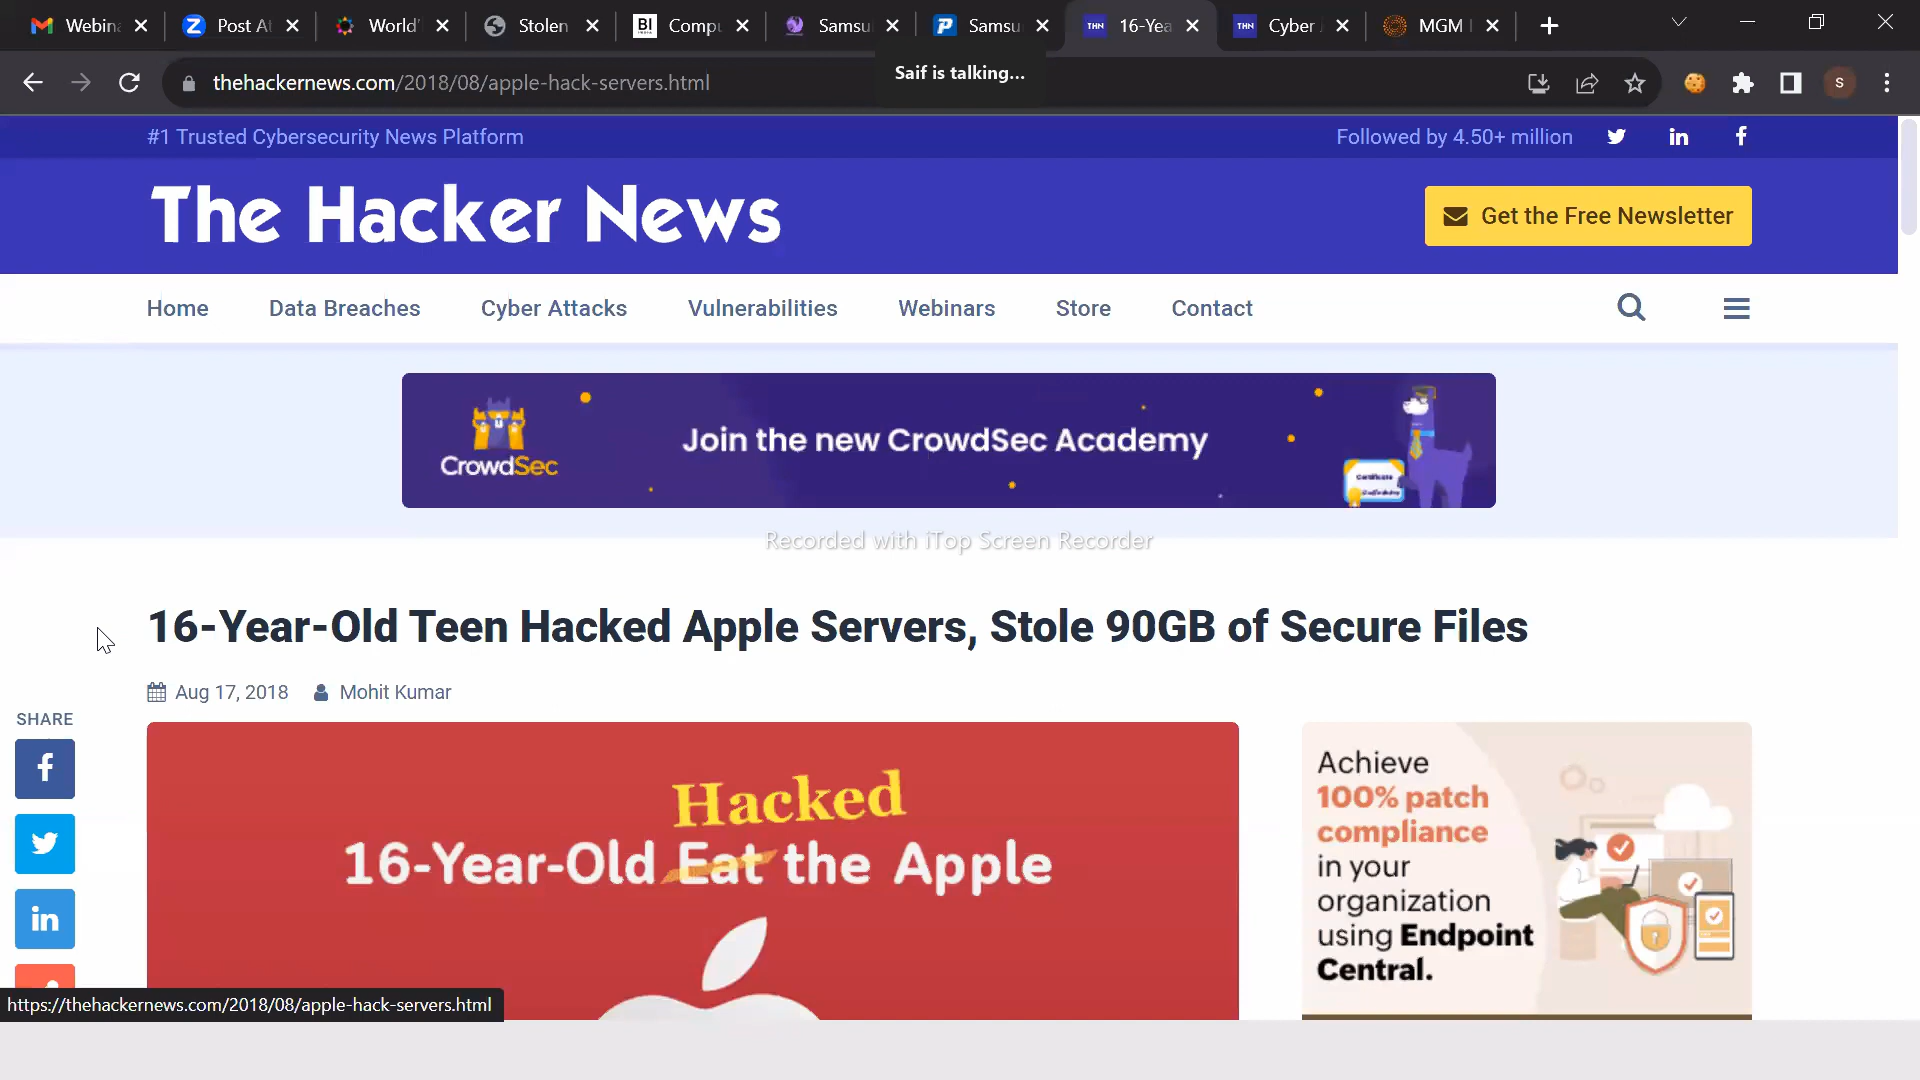 Webina
Post At
World'
Stolen
BI
INDIA
Compu
Samsu
Samsu
THN
16-Yea
THN
Cyber
MGM
Saif is talking...
thehackernews.com/2018/08/apple-hack-servers.html
S
#1 Trusted Cybersecurity News Platform
Followed by 4.50+ million
The Hacker News
Get the Free Newsletter
Home
Data Breaches
Cyber Attacks
Vulnerabilities
Webinars
Store
Contact
CrowdSec
Join the new CrowdSec Academy
Certificate
Recorded with iTop Screen Recorder
16-Year-Old Teen Hacked Apple Servers, Stole 90GB of Secure Files
Aug 17, 2018
Mohit Kumar
SHARE
Hacked
16-Year-Old Eat the Apple
Achieve
100% patch
compliance
in your
organization
using Endpoint
Central.
https://thehackernews.com/2018/08/apple-hack-servers.html